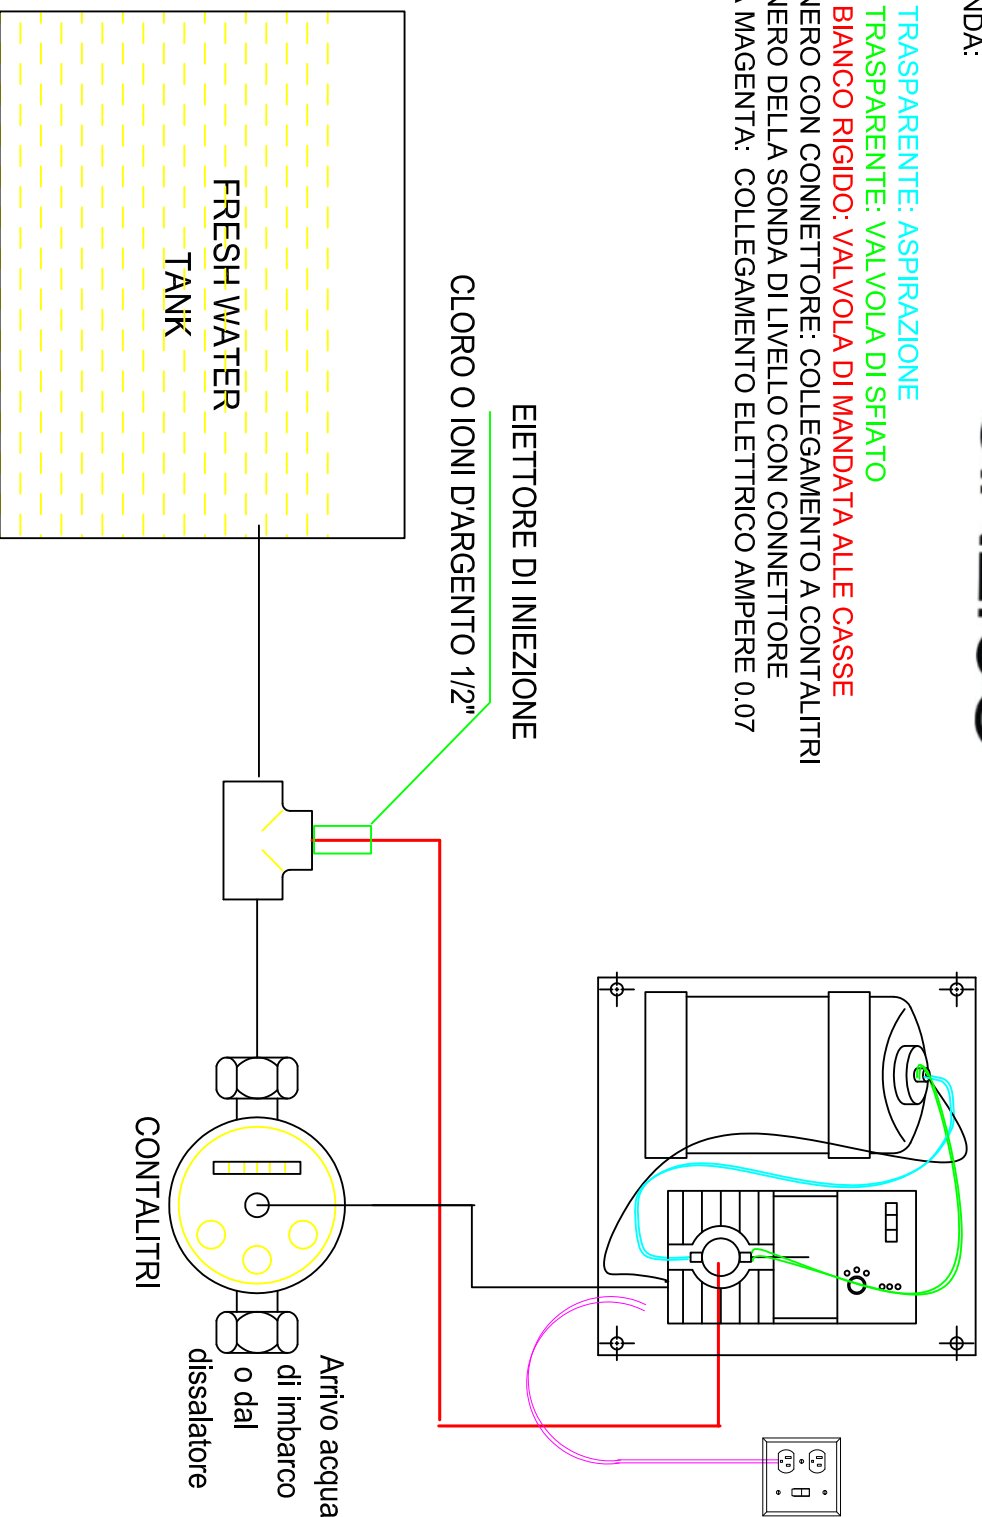 NDA:
TRASPARENTE: ASPIRAZIONE
TRASPARENTE: VALVOLA DI SFIATO
BIANCO RIGIDO: VALVOLA DI MANDATA ALLE CASSE
NERO CON CONNETTORE: COLLEGAMENTO A CONTALITRI
NERO DELLA SONDA DI LIVELLO CON CONNETTORE
A MAGENTA: COLLEGAMENTO ELETTRICO AMPERE 0.07
EIETTORE DI INIEZIONE
CLORO O IONI D'ARGENTO 1/2"
FRESH WATER
TANK
CONTALITRI
Arrivo acqua
di imbarco
o dal
dissalatore